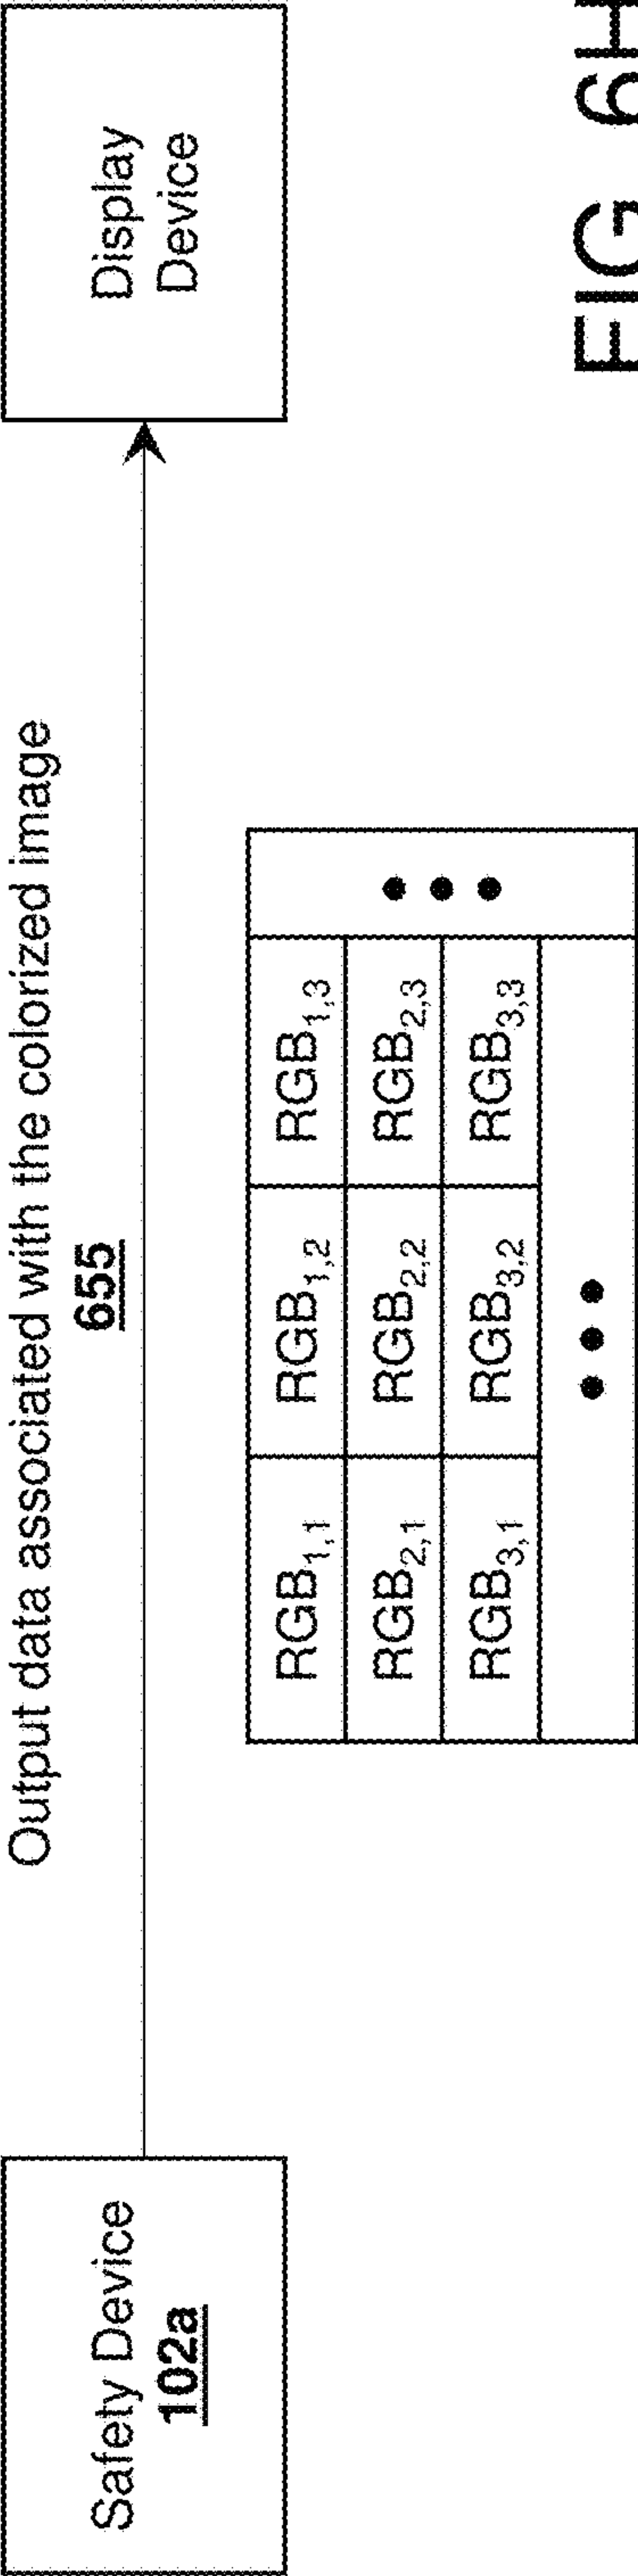 Output data associated with the colorized image
655
Safety Device
102a
Display
Device
RGB1,1 RGB1,2 RGB1,3
RGB2,1 RGB2,2 RGB2,3
RGB3,1 RGB3,2 RGB3,3
FIG 6H